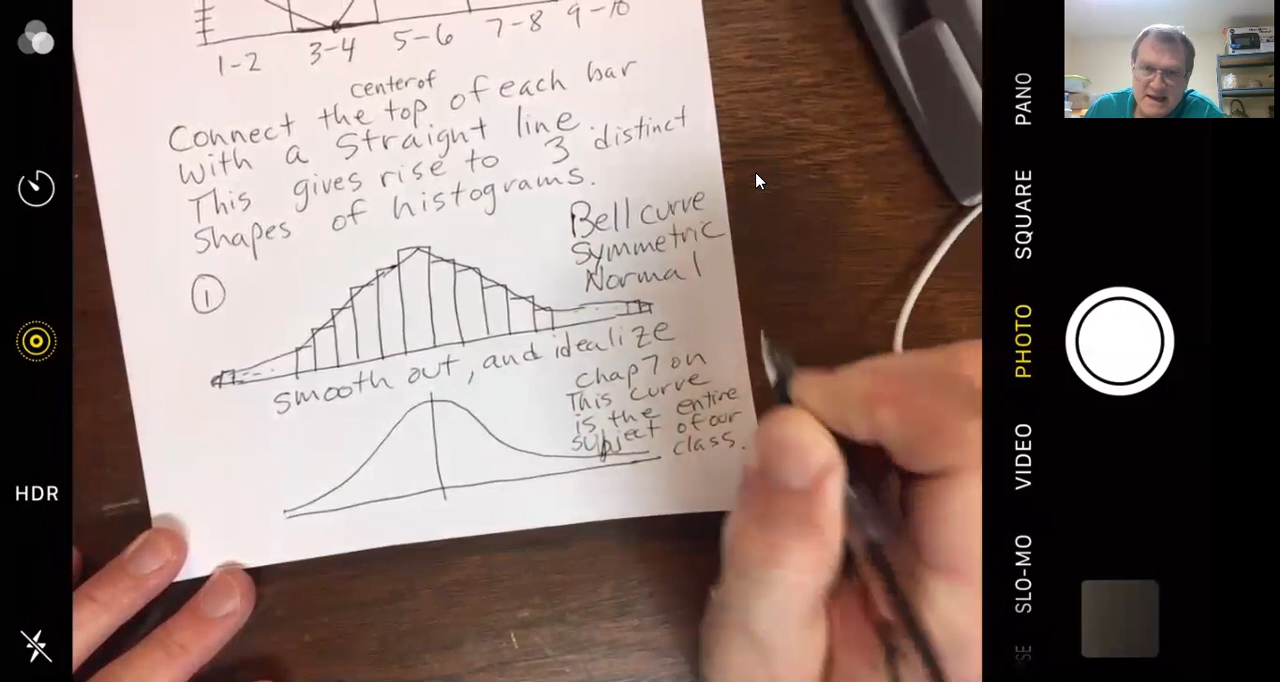 1-2 3-4 5-6 7-8 9-10
center of
Connect the top of each bar
with a straight line
This gives rise to 3 distinct
shapes of histograms.
Bell curve
Symmetric
Normal
1
smooth out, and idealize
chap 7 on
This curve
is the entire
subject of our
class.
HDR
PANO
SQUARE
PHOTO
VIDEO
SLO-MO
SE